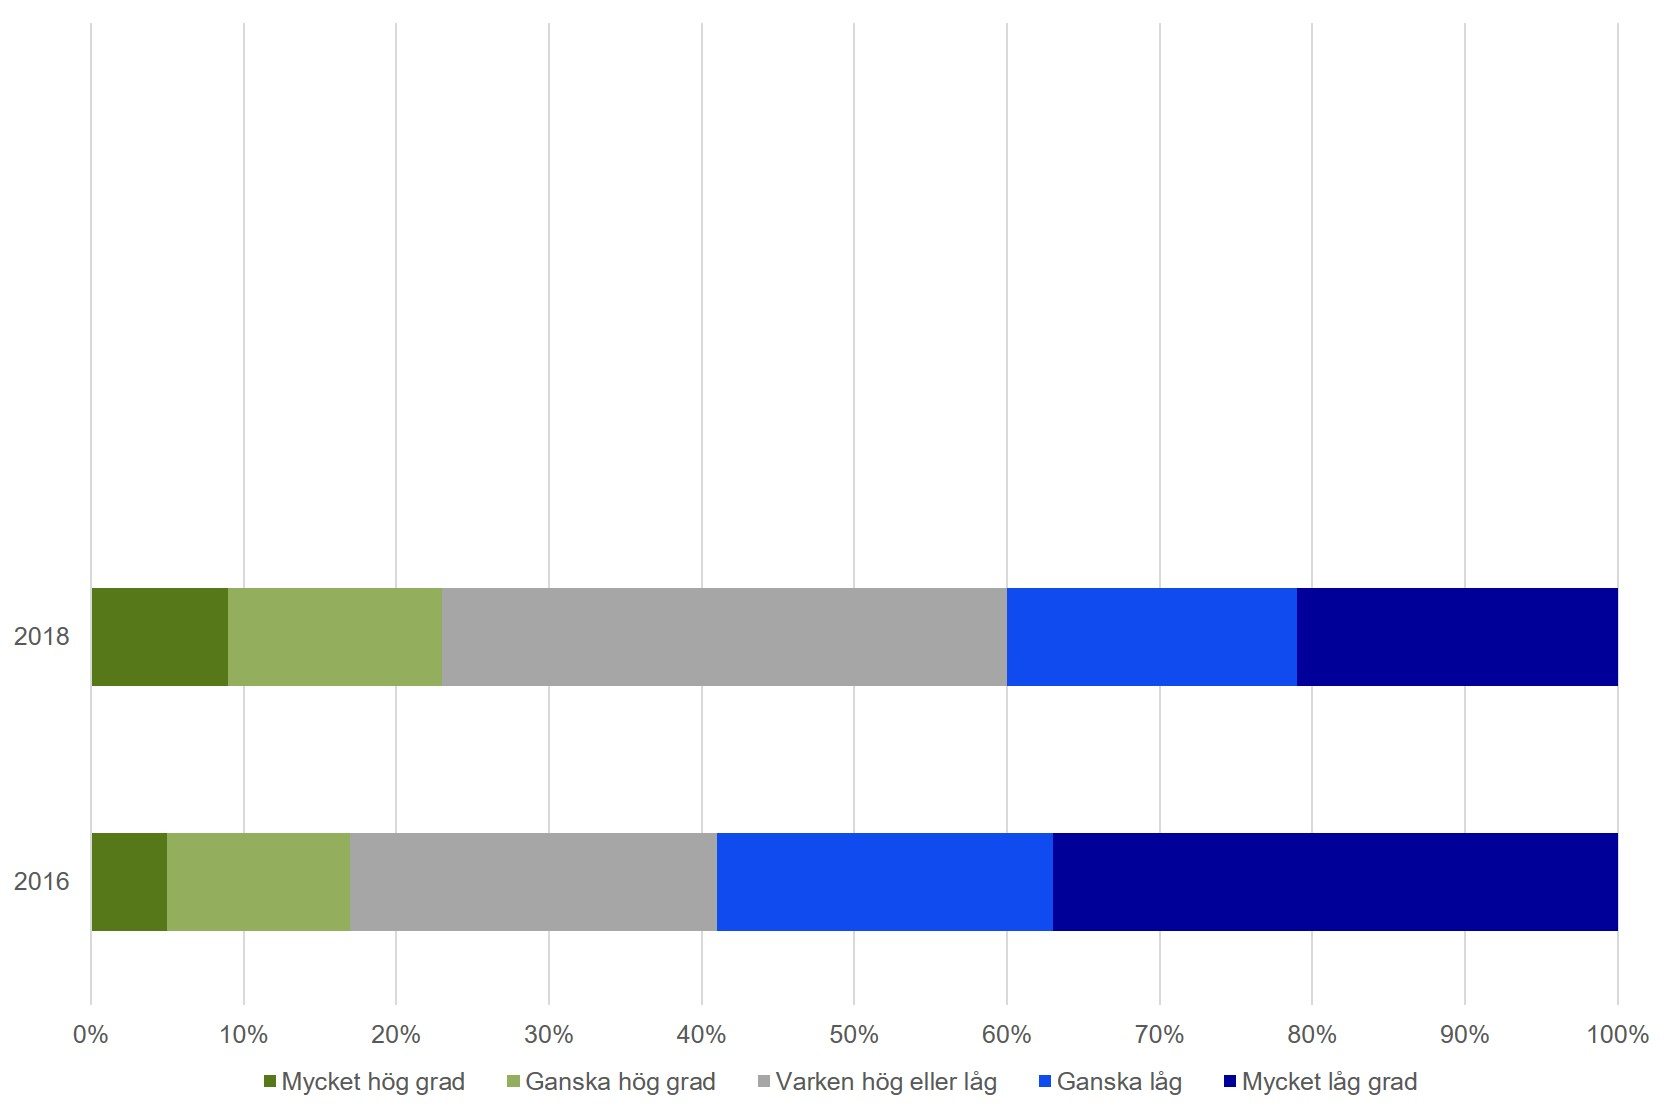 2018
2016
0% 10% 20% 30% 40% 50% 60% 70% 80% 90% 100%
Mycket hög grad Ganska hög grad Varken hög eller låg Ganska låg Mycket låg grad